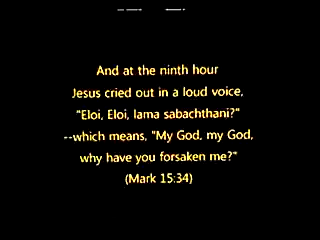 And at the ninth hour
Jesus cried out in a loud voice,
"Eloi, Eloi, lama sabachthani?"
--which means, "My God, my God,
why have you forsaken me?"
(Mark 15:34)